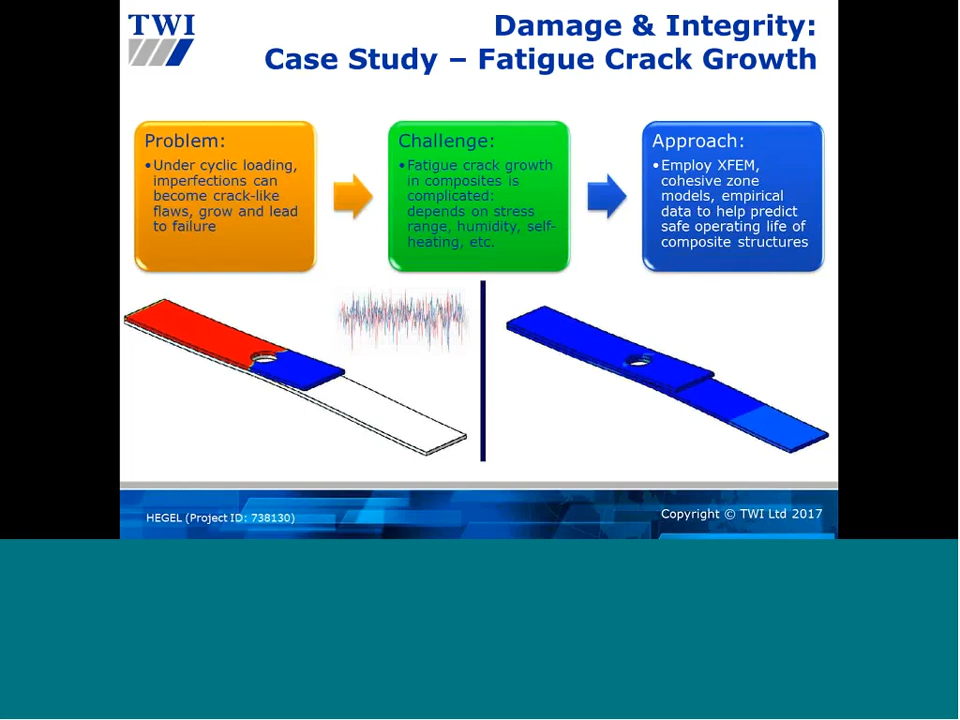 TWI
Damage & Integrity:
Case Study – Fatigue Crack Growth
Problem:
•Under cyclic loading,
imperfections can
become crack-like
flaws, grow and lead
to failure
Challenge:
•Fatigue crack growth
in composites is
complicated:
depends on stress
range, humidity, self-
heating, etc.
Approach:
•Employ XFEM,
cohesive zone
models, empirical
data to help predict
safe operating life of
composite structures
HEGEL (Project ID: 738130)
Copyright © TWI Ltd 2017